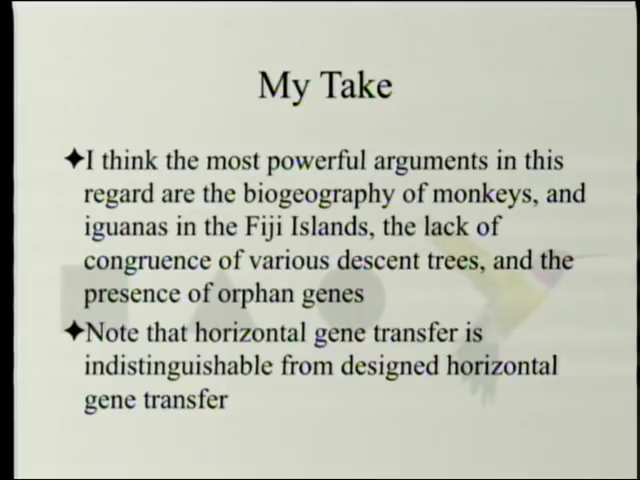 My Take
✦I think the most powerful arguments in this
regard are the biogeography of monkeys, and
iguanas in the Fiji Islands, the lack of
congruence of various descent trees, and the
presence of orphan genes
✦Note that horizontal gene transfer is
indistinguishable from designed horizontal
gene transfer